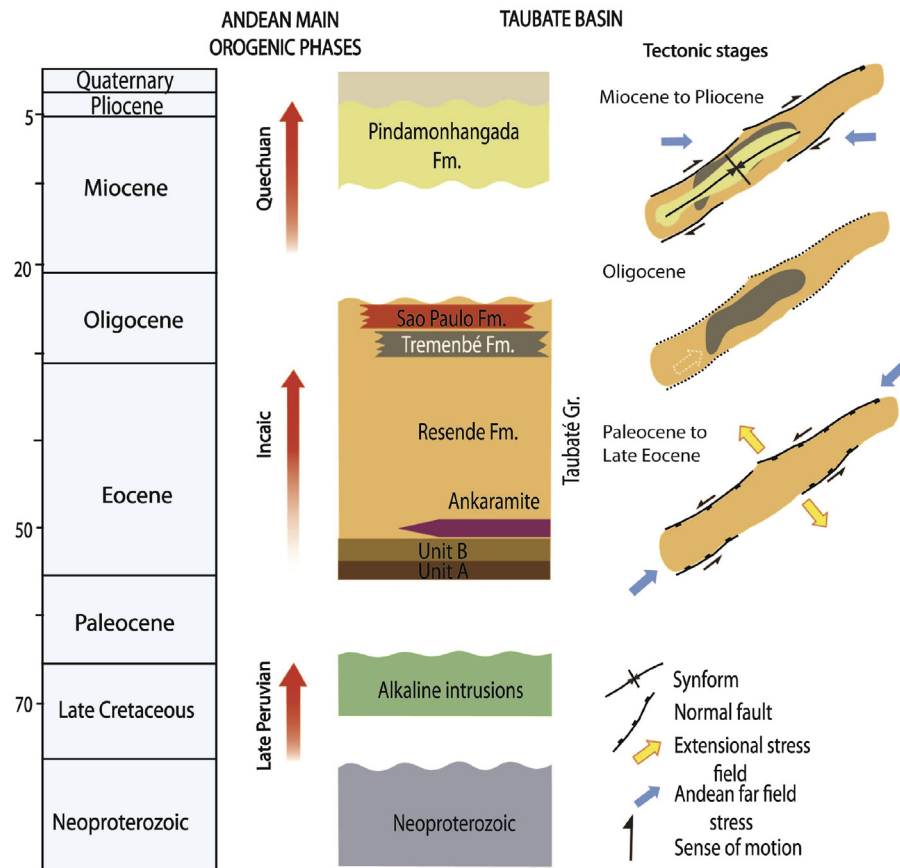 ANDEAN MAIN
OROGENIC PHASES
TAUBATE BASIN
Tectonic stages
Quaternary
Pliocene
5
Miocene
20
Oligocene
Eocene
50
Paleocene
70
Late Cretaceous
Neoproterozoic
Quechuan
Incaic
Late Peruvian
Pindamonhangada
Fm.
Sao Paulo Fm.
Tremenbé Fm.
Resende Fm.
Ankaramite
Unit B
Unit A
Taubaté Gr.
Alkaline intrusions
Neoproterozoic
Miocene to Pliocene
Oligocene
Paleocene to
Late Eocene
Synform
Normal fault
Extensional stress
field
Andean far field
stress
Sense of motion